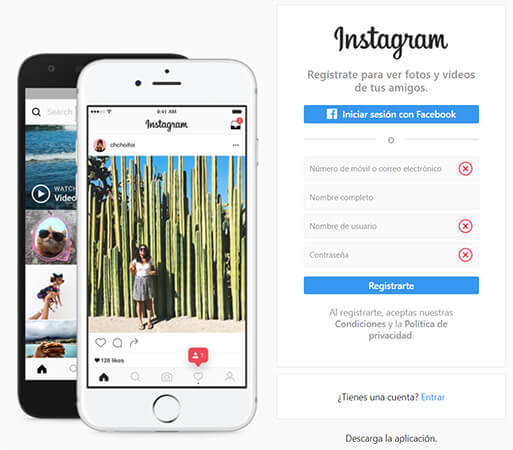 Search
WATCH
Video
9:41 AM
Instagram
2
chchoitoi
128 likes
1
Instagram
Regístrate para ver fotos y vídeos
de tus amigos.
Iniciar sesión con Facebook
o
Número de móvil o correo electrónico
Nombre completo
Nombre de usuario
Contraseña
Registrarte
Al registrarte, aceptas nuestras
Condiciones y la Política de
privacidad.
¿Tienes una cuenta? Entrar
Descarga la aplicación.